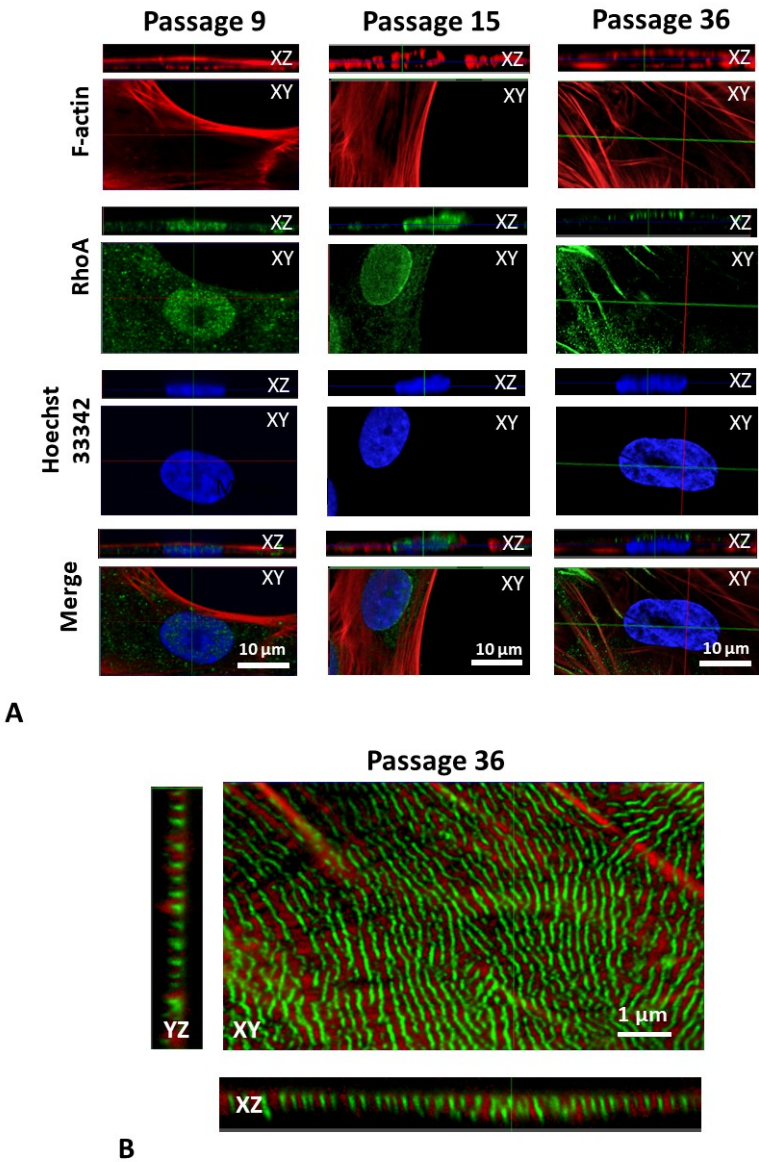 Passage 9 Passage 15 Passage 36
XZ XZ XZ
F-actin
XY XY XY
XZ XZ XZ
RhoA
XY XY XY
XZ XZ XZ
Hoechst
33342
XY XY XY
XZ XZ XZ
Merge
XY XY XY
10 µm 10 µm 10 µm
A
Passage 36
YZ XY 1 µm
XZ
B